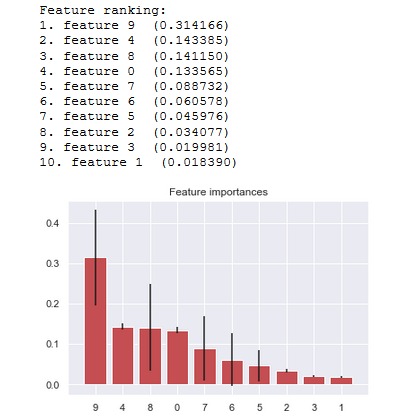 Feature ranking:
1. feature 9 (0.314166)
2. feature 4 (0.143385)
3. feature 8 (0.141150)
4. feature 0 (0.133565)
5. feature 7 (0.088732)
6. feature 6 (0.060578)
7. feature 5 (0.045976)
8. feature 2 (0.034077)
9. feature 3 (0.019981)
10. feature 1 (0.018390)
Feature importances
0.4
0.3
0.2
0.1
0.0
9 4 8 0 7 6 5 2 3 1